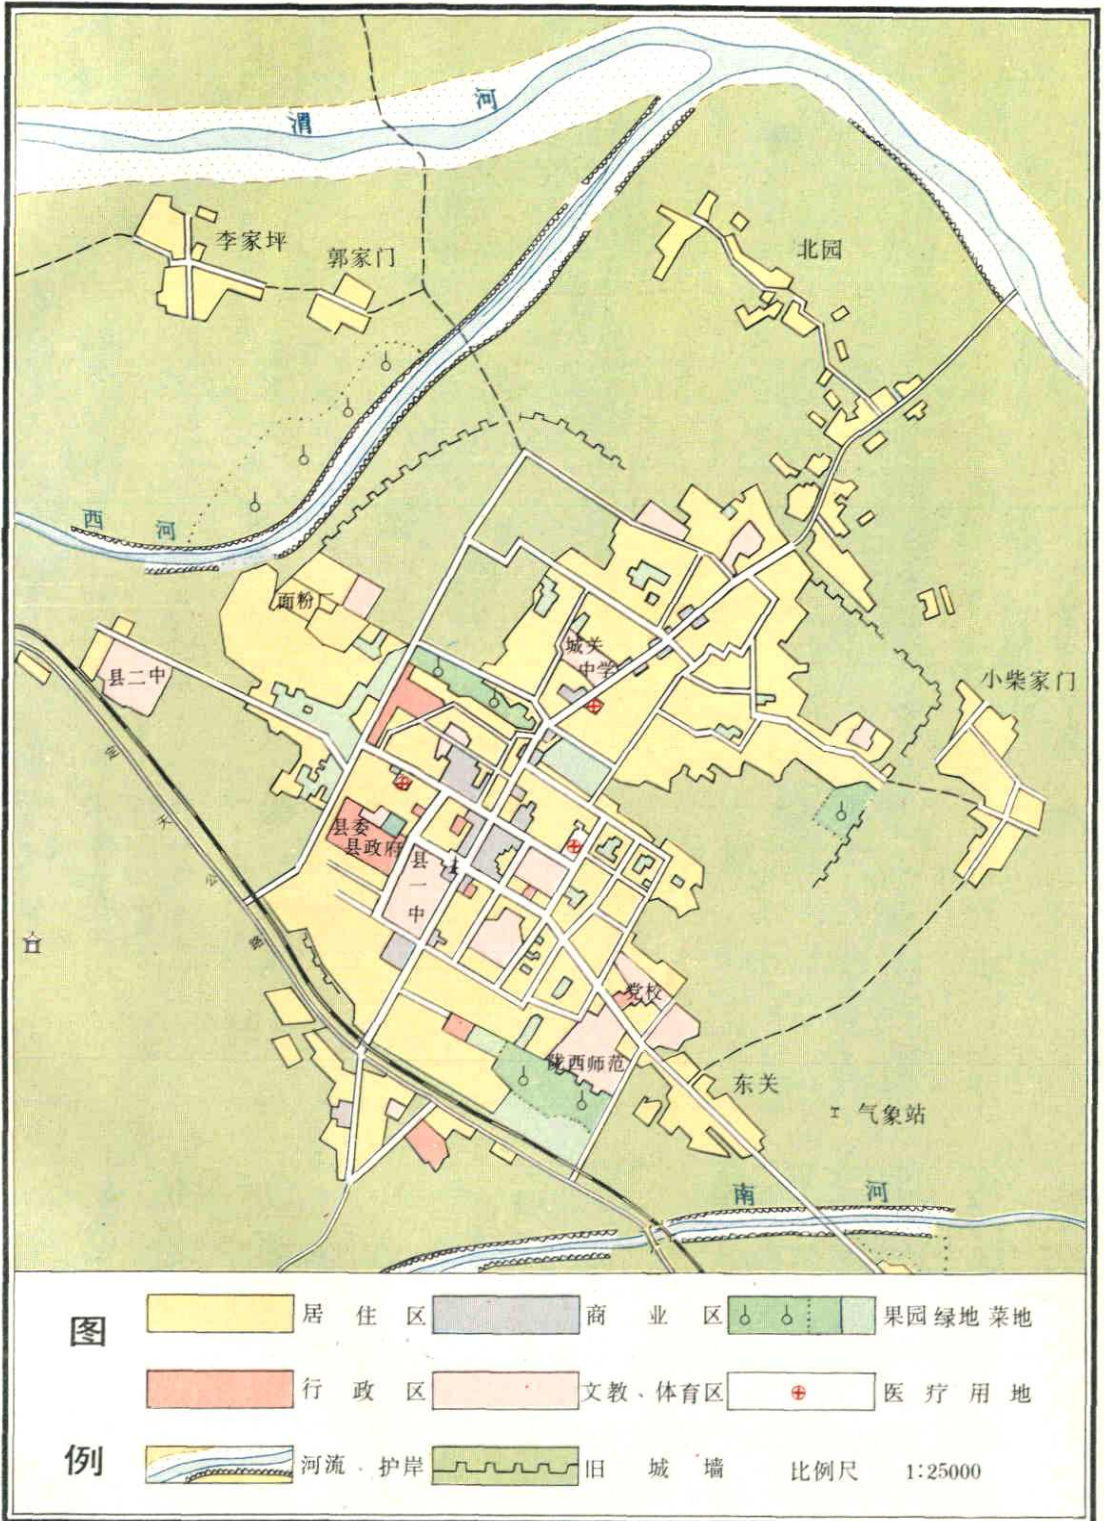 渭河
李家坪
郭家门
北园
西河
面粉厂
县二中
城关
中学
小柴家门
县委
县政府
县一中
党校
陇西师范
东关
气象站
南河
图例
居住区
商业区
果园 绿地 菜地
行政区
文教、体育区
医疗用地
河流、护岸
旧城墙
比例尺 1:25000